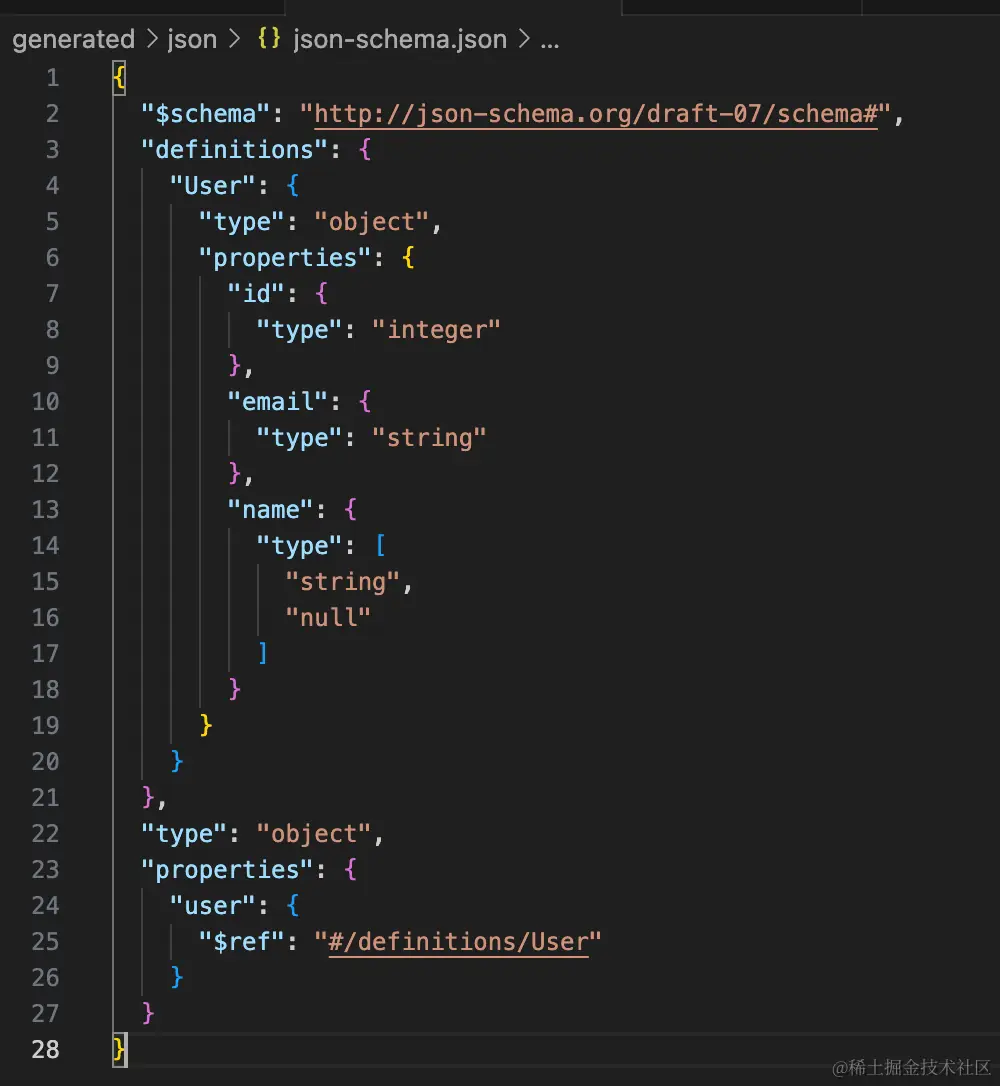 generated > json > {} json-schema.json > ...
1 {
2   "$schema": "http://json-schema.org/draft-07/schema#",
3   "definitions": {
4     "User": {
5       "type": "object",
6       "properties": {
7         "id": {
8           "type": "integer"
9         },
10         "email": {
11           "type": "string"
12         },
13         "name": {
14           "type": [
15             "string",
16             "null"
17           ]
18         }
19       }
20     }
21   },
22   "type": "object",
23   "properties": {
24     "user": {
25       "$ref": "#/definitions/User"
26     }
27   }
28 }
@稀土掘金技术社区